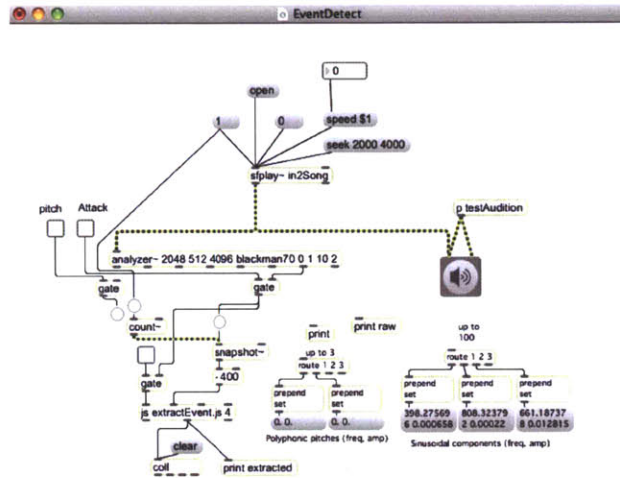 EventDetect
0
open
1
0
speed $1
seek 2000 4000
sfplay~ in2Song
pitch
Attack
p testAudition
analyzer~ 2048 512 4096 blackman70 0 1 10 2
gate
gate
count~
print
print raw
up to
100
snapshot~
up to 3
route 1 2 3
route 1 2 3
- 400
gate
prepend
set
prepend
set
prepend
set
prepend
set
prepend
set
js extractEvent.js 4
0. 0.
0. 0.
398.27569
6 0.000658
808.32379
2 0.00022
661.18737
8 0.012815
Polyphonic pitches (freq, amp)
Sinusoidal components (freq, amp)
clear
coll
print extracted